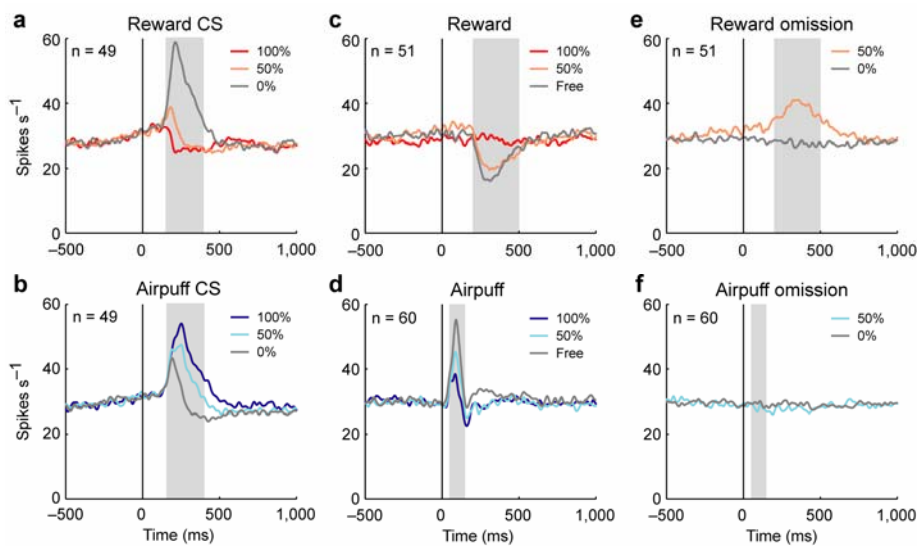 a Reward CS
n = 49
100%
50%
0%
Spikes s⁻¹
60
40
20
0
–500 0 500 1,000
c Reward
n = 51
100%
50%
Free
60
40
20
0
–500 0 500 1,000
e Reward omission
n = 51
50%
0%
60
40
20
0
–500 0 500 1,000
b Airpuff CS
n = 49
100%
50%
0%
Spikes s⁻¹
60
40
20
0
–500 0 500 1,000
Time (ms)
d Airpuff
n = 60
100%
50%
Free
60
40
20
0
–500 0 500 1,000
Time (ms)
f Airpuff omission
n = 60
50%
0%
60
40
20
0
–500 0 500 1,000
Time (ms)